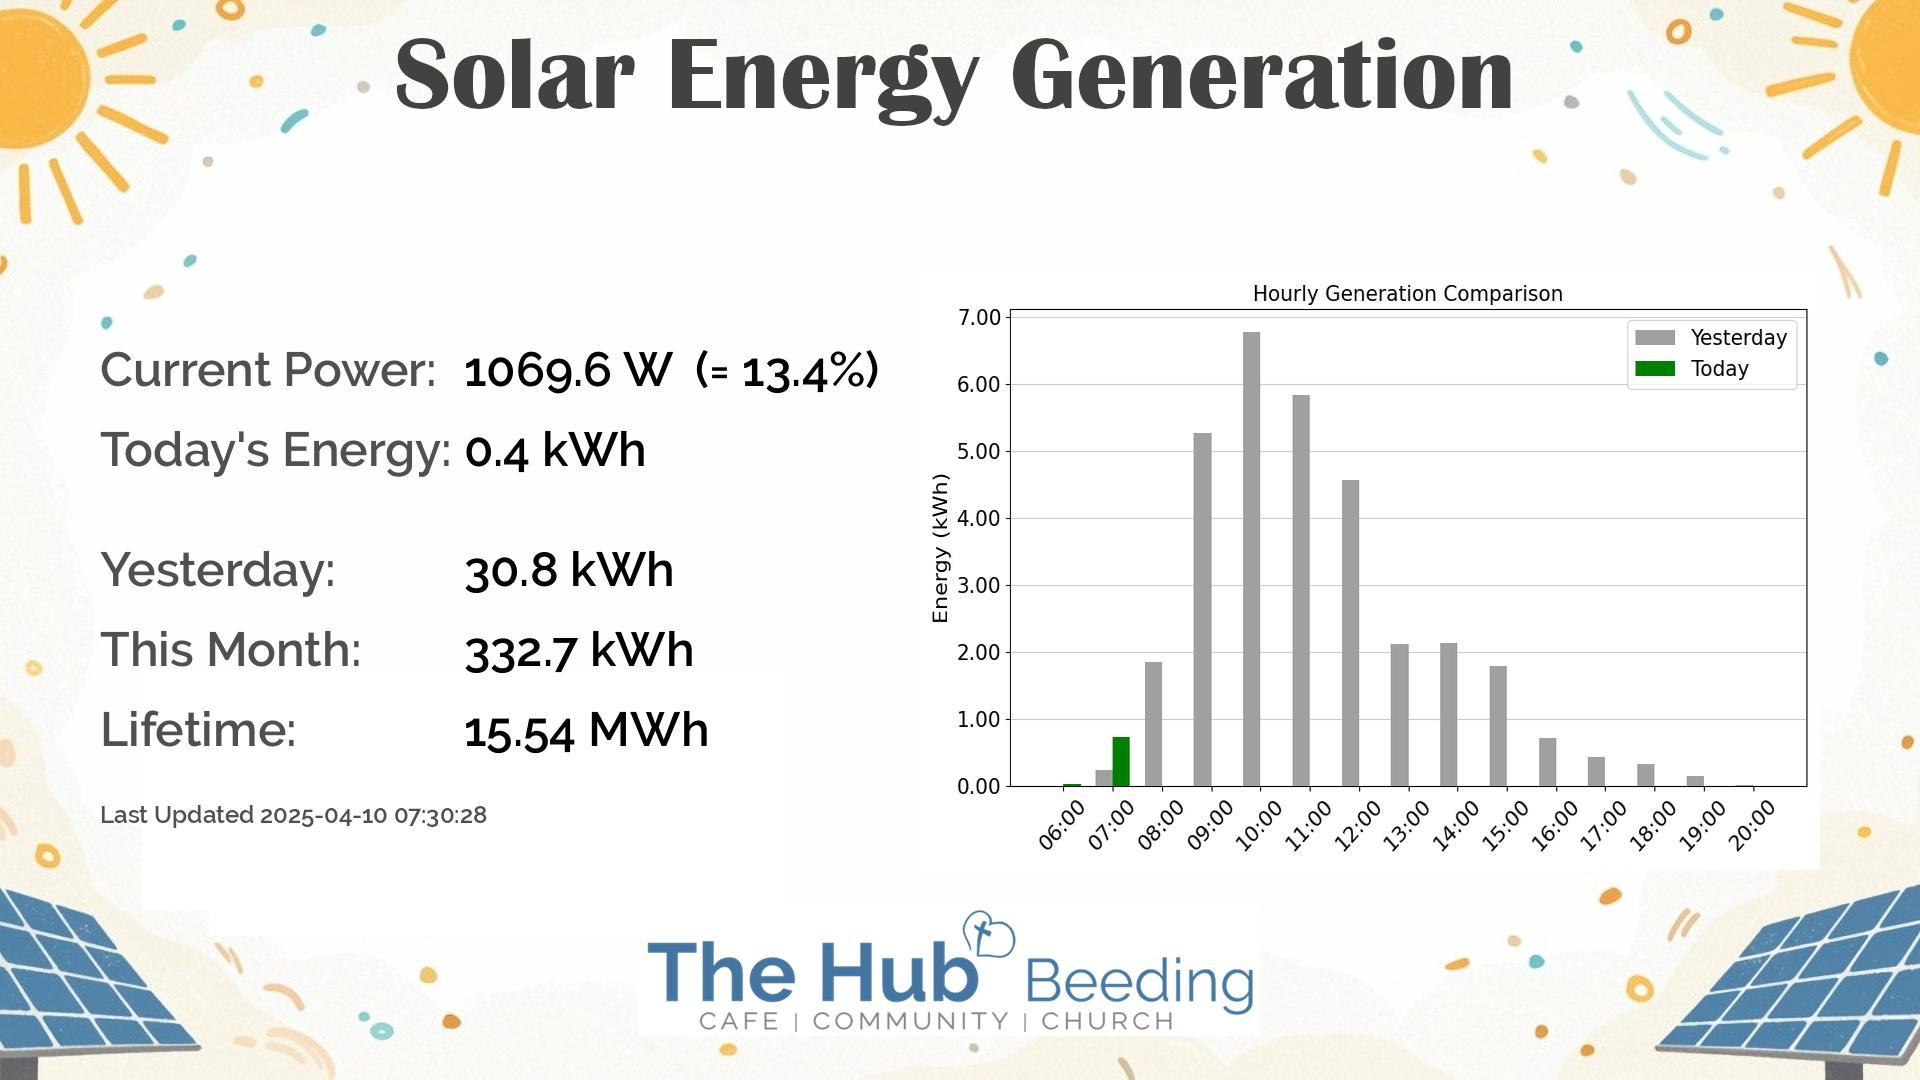 Solar Energy Generation
Current Power: 1069.6 W (= 13.4%)
Today's Energy: 0.4 kWh
Yesterday: 30.8 kWh
This Month: 332.7 kWh
Lifetime: 15.54 MWh
Last Updated 2025-04-10 07:30:28
Hourly Generation Comparison
Yesterday
Today
Energy (kWh)
7.00
6.00
5.00
4.00
3.00
2.00
1.00
0.00
06:00 07:00 08:00 09:00 10:00 11:00 12:00 13:00 14:00 15:00 16:00 17:00 18:00 19:00 20:00
The Hub Beeding
CAFE | COMMUNITY | CHURCH